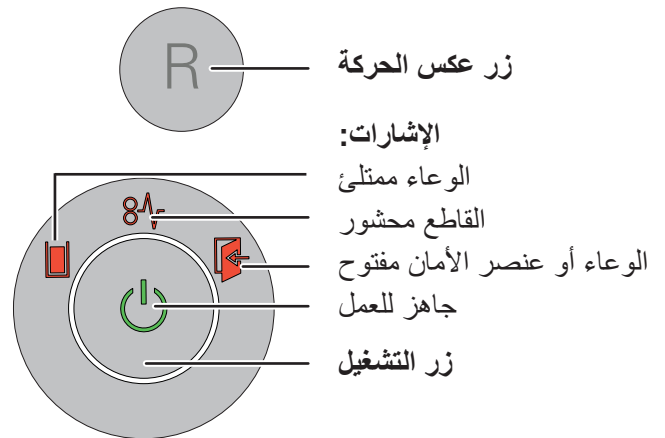 R
زر عكس الحركة
الإشارات:
الوعاء ممتلئ
القاطع محشور
الوعاء أو عنصر الأمان مفتوح
جاهز للعمل
زر التشغيل